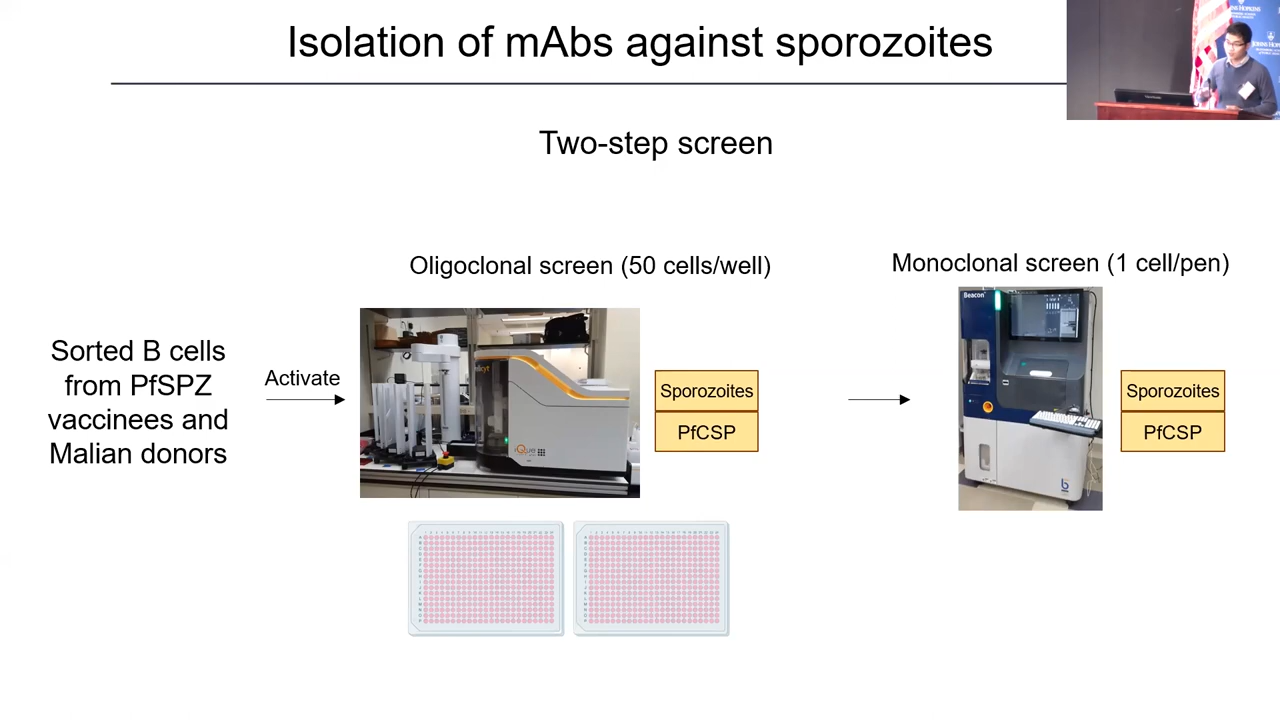 Isolation of mAbs against sporozoites
Two-step screen
Oligoclonal screen (50 cells/well)
Monoclonal screen (1 cell/pen)
Sorted B cells
from PfSPZ
vaccinees and
Malian donors
Activate
Sporozoites
PfCSP
Beacon
Sporozoites
PfCSP